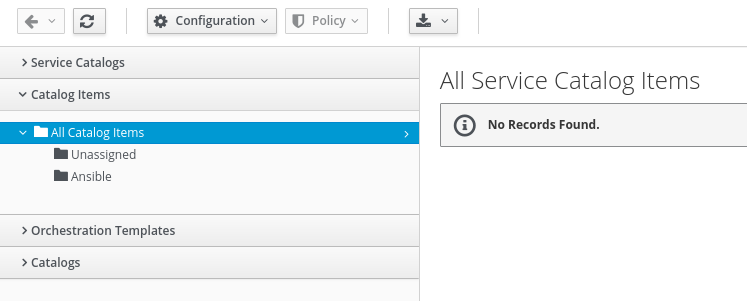 Configuration Policy
Service Catalogs
Catalog Items
All Catalog Items
Unassigned
Ansible
Orchestration Templates
Catalogs
All Service Catalog Items
No Records Found.